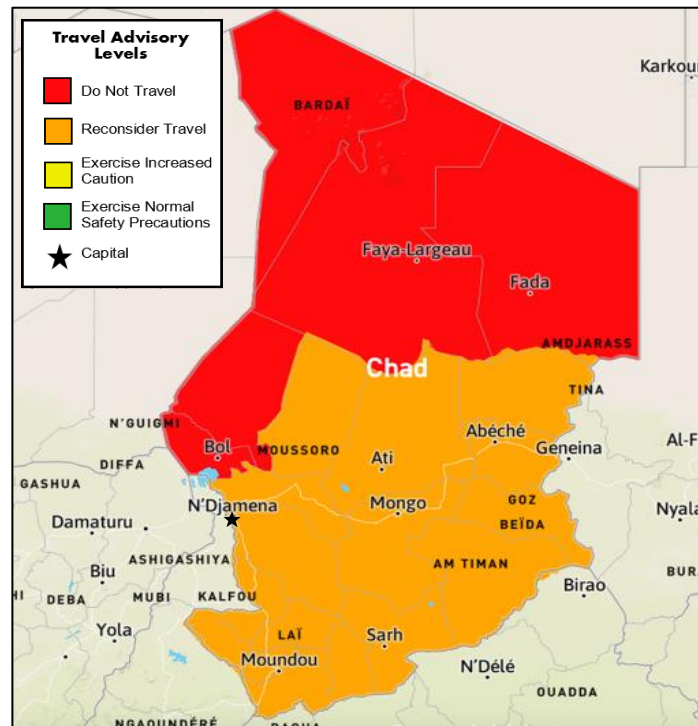 Travel Advisory
Levels
Do Not Travel
Reconsider Travel
Exercise Increased
Caution
Exercise Normal
Safety Precautions
Capital
Karkour
BARDAÏ
Faya-Largeau
Fada
AMDJARASS
Chad
TINA
N'GUIGMI
Bol
MOUSSORO
Abéché
Al-F
DIFFA
Ati
Geneina
GASHUA
N'Djamena
Mongo
GOZ
BEÏDA
Nyala
Damaturu
ASHIGASHIYA
AM TIMAN
BUR
Biu
Birao
HI
DEBA
MUBI
KALFOU
Yola
LAÏ
Sarh
Moundou
N'Délé
OUADDA
NGAOUNDÉRÉ